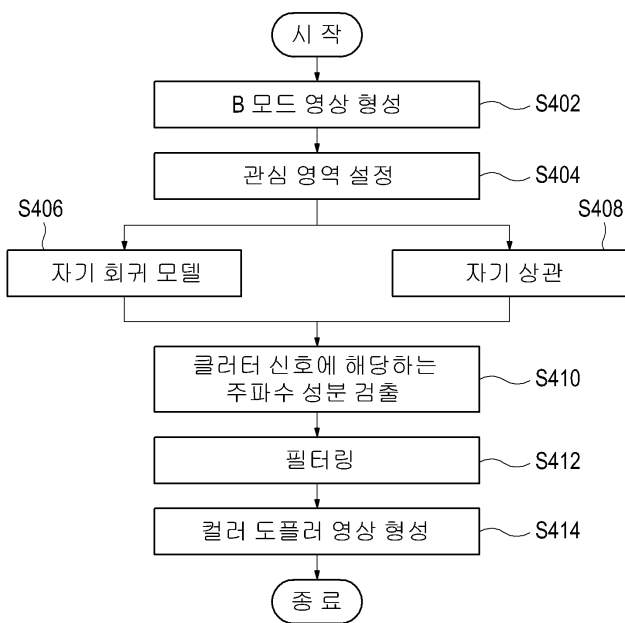 시 작
B 모드 영상 형성
S402
관심 영역 설정
S404
S406
S408
자기 회귀 모델
자기 상관
클러터 신호에 해당하는
주파수 성분 검출
S410
필터링
S412
컬러 도플러 영상 형성
S414
종 료